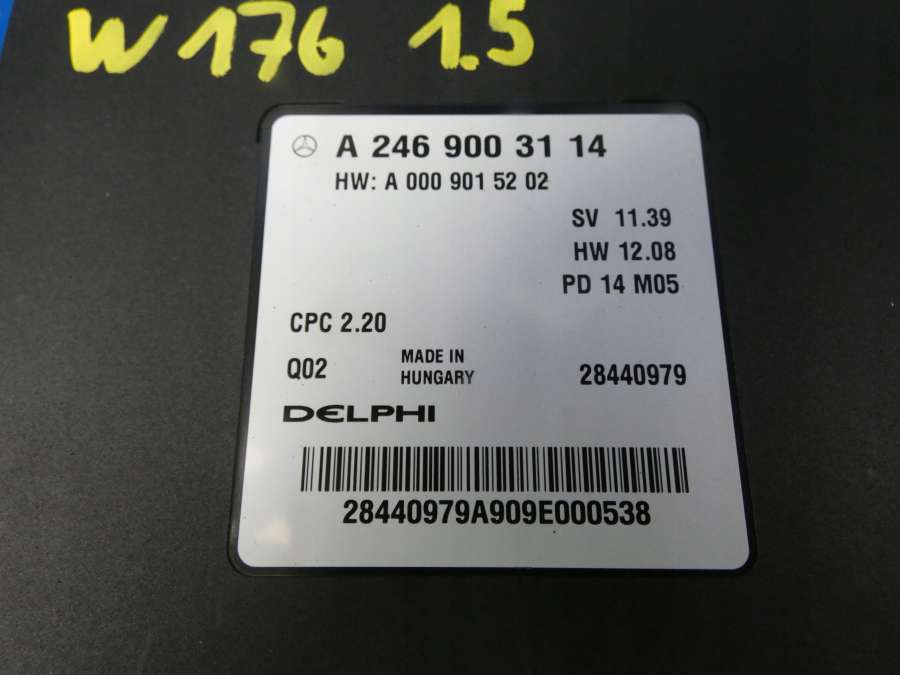 W176 1.5
A 246 900 31 14
HW: A 000 901 52 02
SV 11.39
HW 12.08
PD 14 M05
CPC 2.20
Q02
MADE IN
HUNGARY
28440979
DELPHI
28440979A909E000538